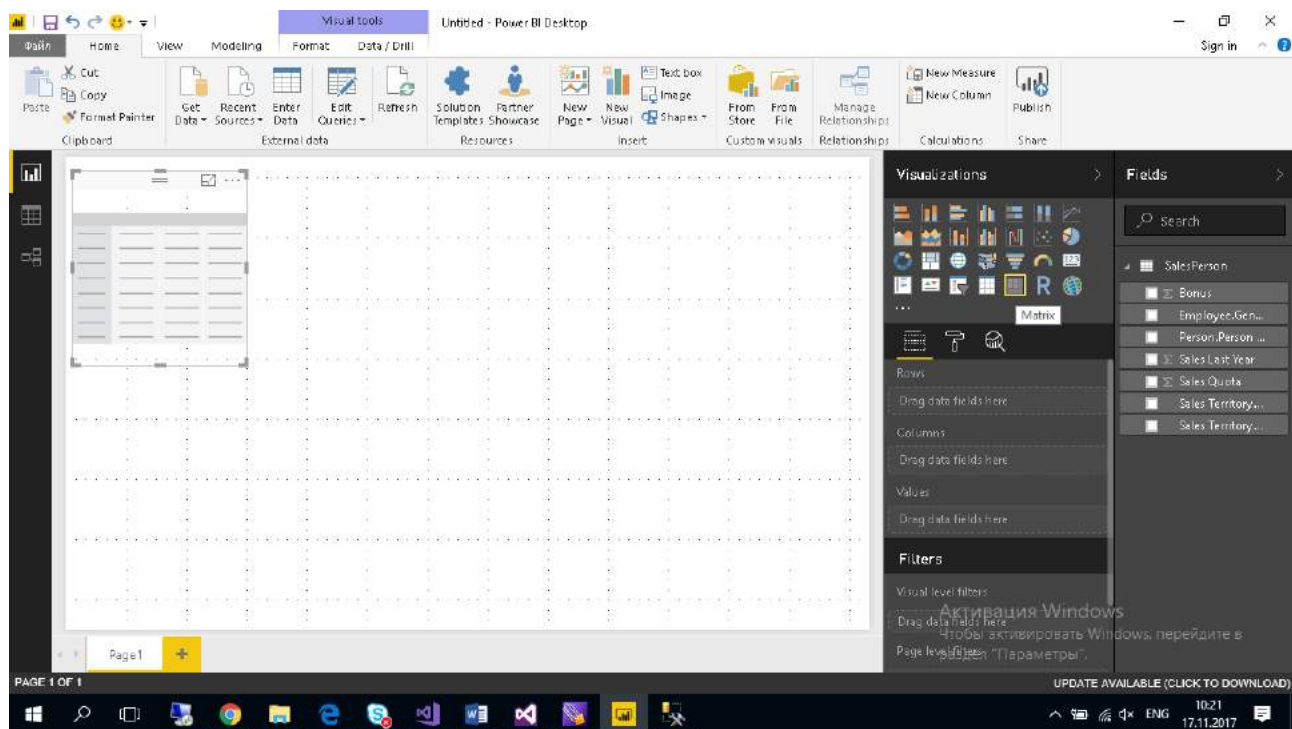 Visual tools
Untitled - Power BI Desktop
Файл
Home
View
Modeling
Format
Data / Drill
Sign in
Paste
Cut
Copy
Format Painter
Clipboard
Get Data
Recent Sources
Enter Data
Edit Queries
Refresh
External data
Solution Templates
Partner Showcase
Resources
New Page
New Visual
Text box
Image
Shapes
Insert
From Store
From File
Custom visuals
Manage Relationships
Relationships
New Measure
New Column
Calculations
Publish
Share
Visualizations
Fields
Search
SalesPerson
Bonus
Employee.Gen...
Person.Person ...
Sales Last Year
Sales Quota
Sales Territory...
Sales Territory...
R
123
Matrix
Rows
Drag data fields here
Columns
Drag data fields here
Values
Drag data fields here
Filters
Visual level filters
Drag data fields here
Page level filters
Активация Windows
Чтобы активировать Windows, перейдите в
раздел "Параметры".
Page1
PAGE 1 OF 1
UPDATE AVAILABLE (CLICK TO DOWNLOAD)
ENG
10:21
17.11.2017